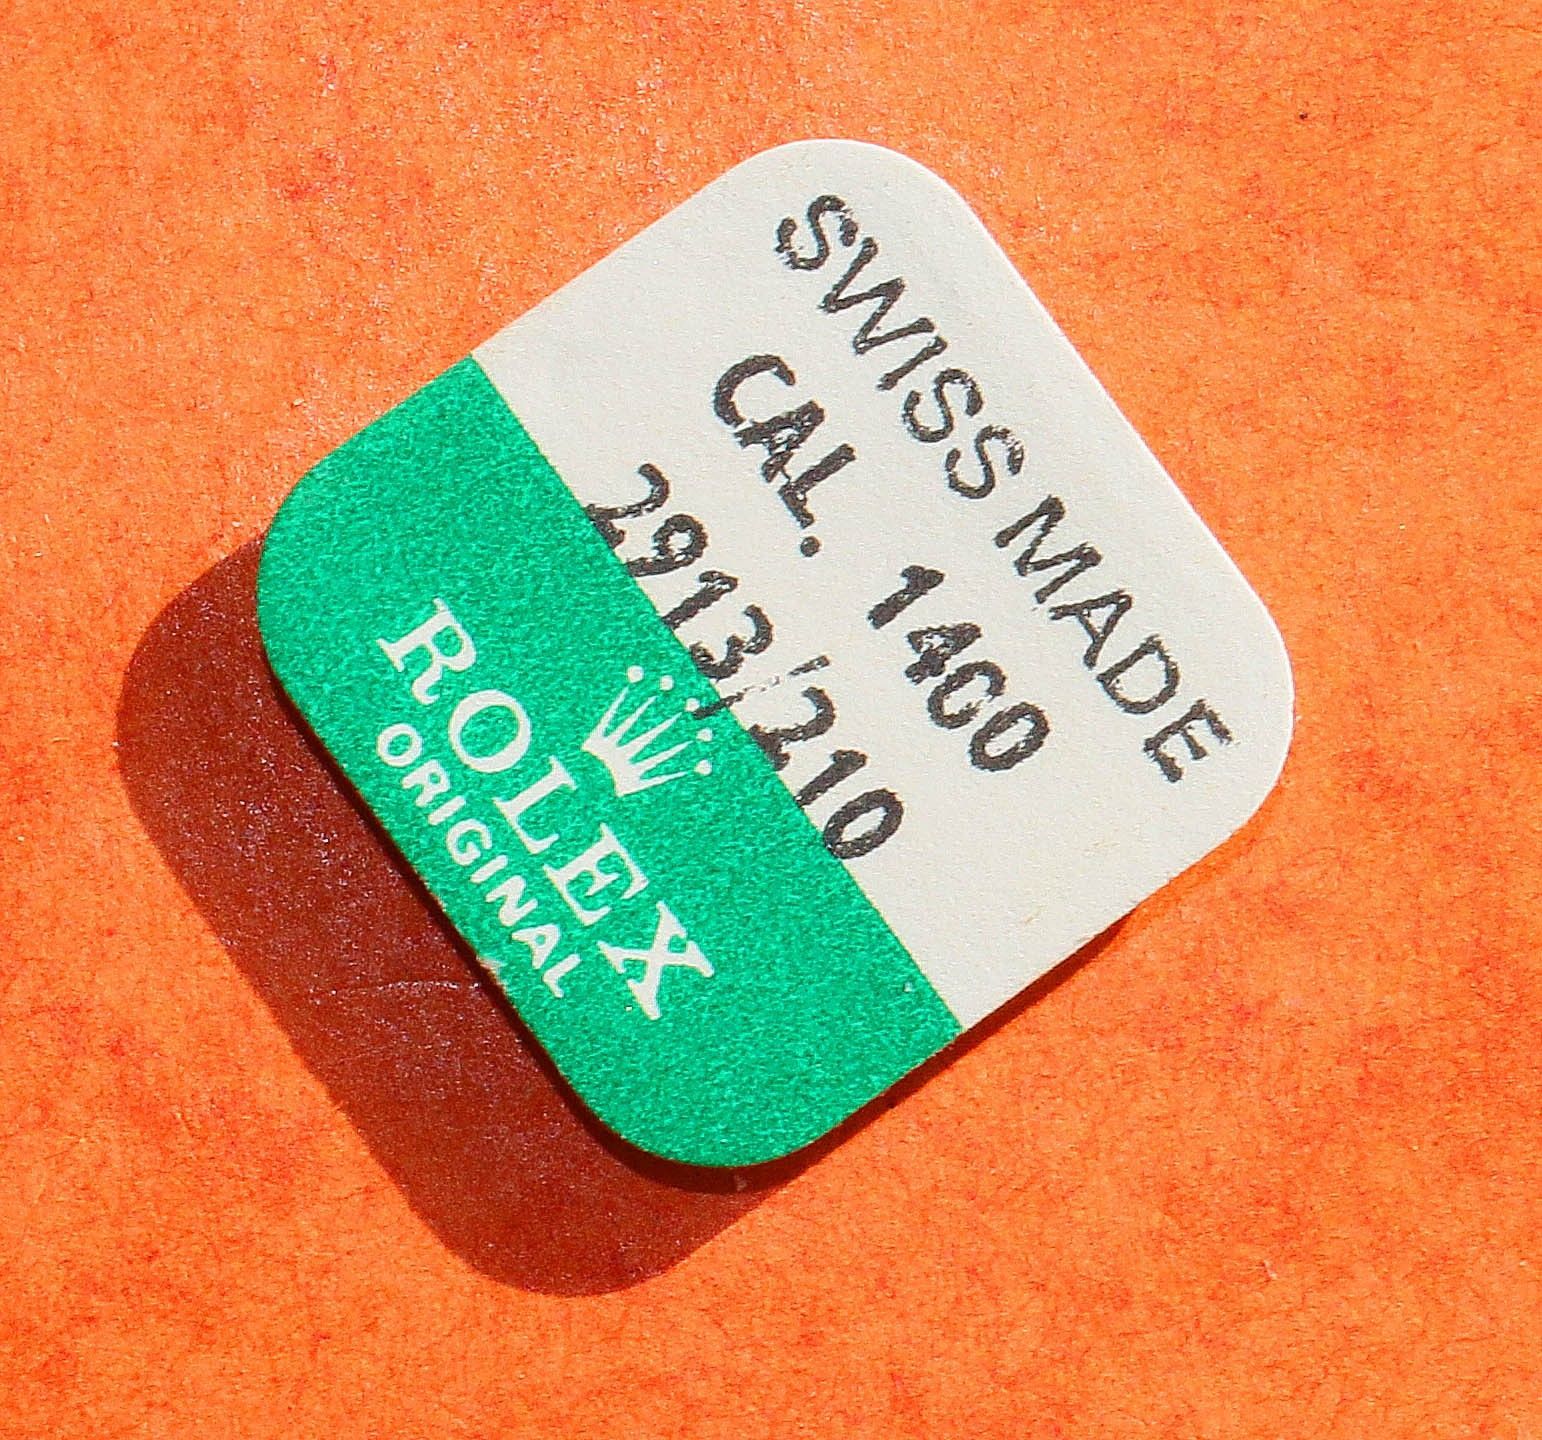 SWISS MADE
CAL. 1400
2913/210
ROLEX
ORIGINAL